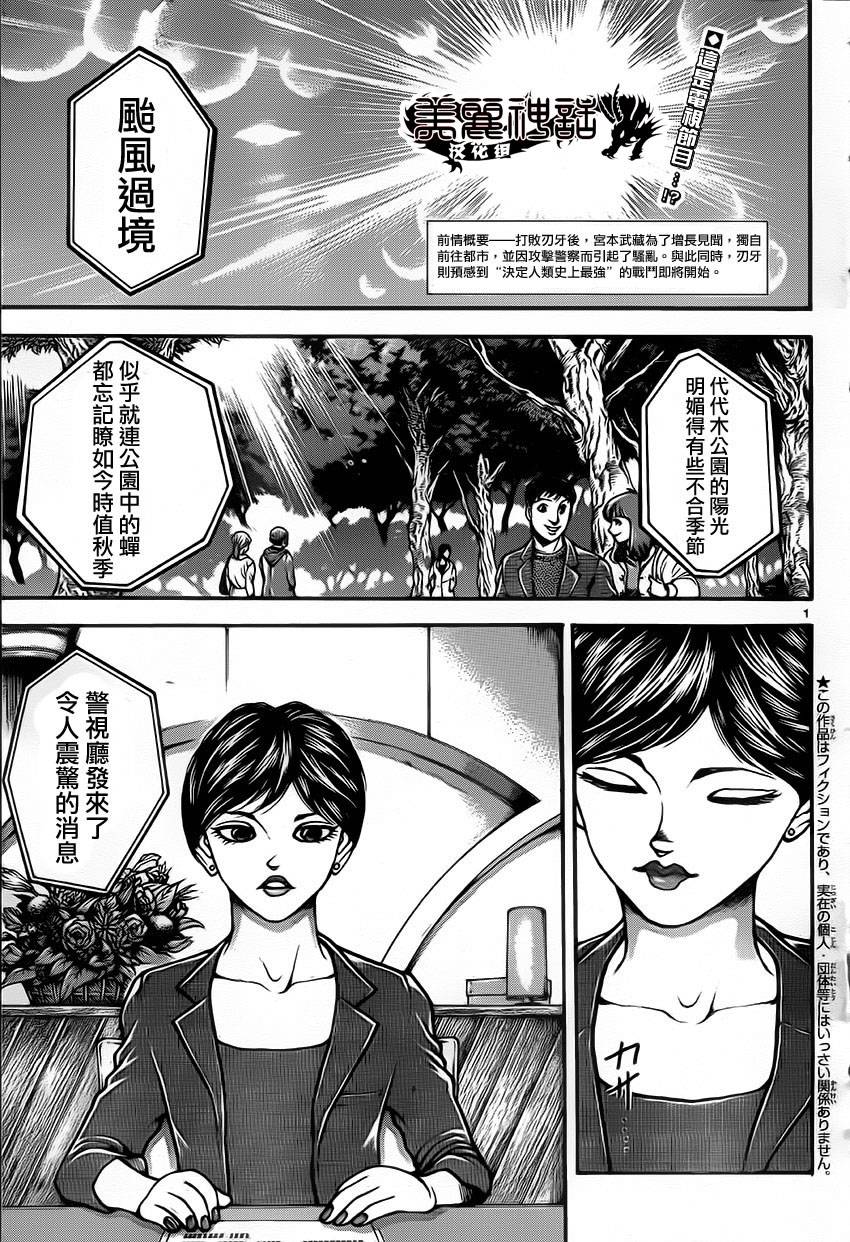 ◆這是電視節目…!?
美麗神話
汉化组
颱風過境
前情概要——打敗刃牙後，宮本武藏為了增長見聞，獨自
前往都市，並因攻擊警察而引起了騷亂。與此同時，刃牙
則預感到“決定人類史上最強”的戰鬥即將開始。
代代木公園的陽光
明媚得有些不合季節
似乎就連公園中的蟬
都忘記瞭如今時值秋季
1
カサ……
警視廳發來了
令人震驚的消息
★この作品はフィクションであり、実在の個人・団体等にはいっさい関係ありません。